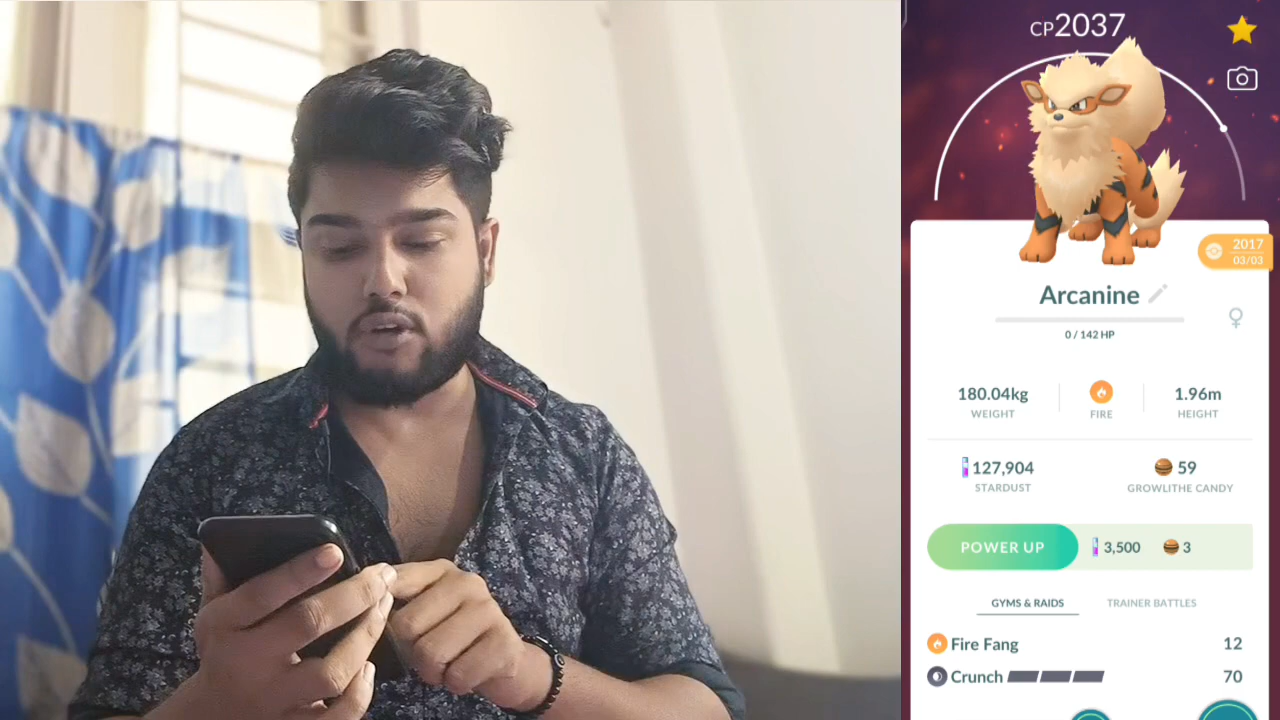 CP2037
2017
03/03
Arcanine
0 / 142 HP
180.04kg
WEIGHT
FIRE
1.96m
HEIGHT
127,904
STARDUST
59
GROWLITHE CANDY
POWER UP
3,500
3
GYMS & RAIDS
TRAINER BATTLES
Fire Fang
12
Crunch
70